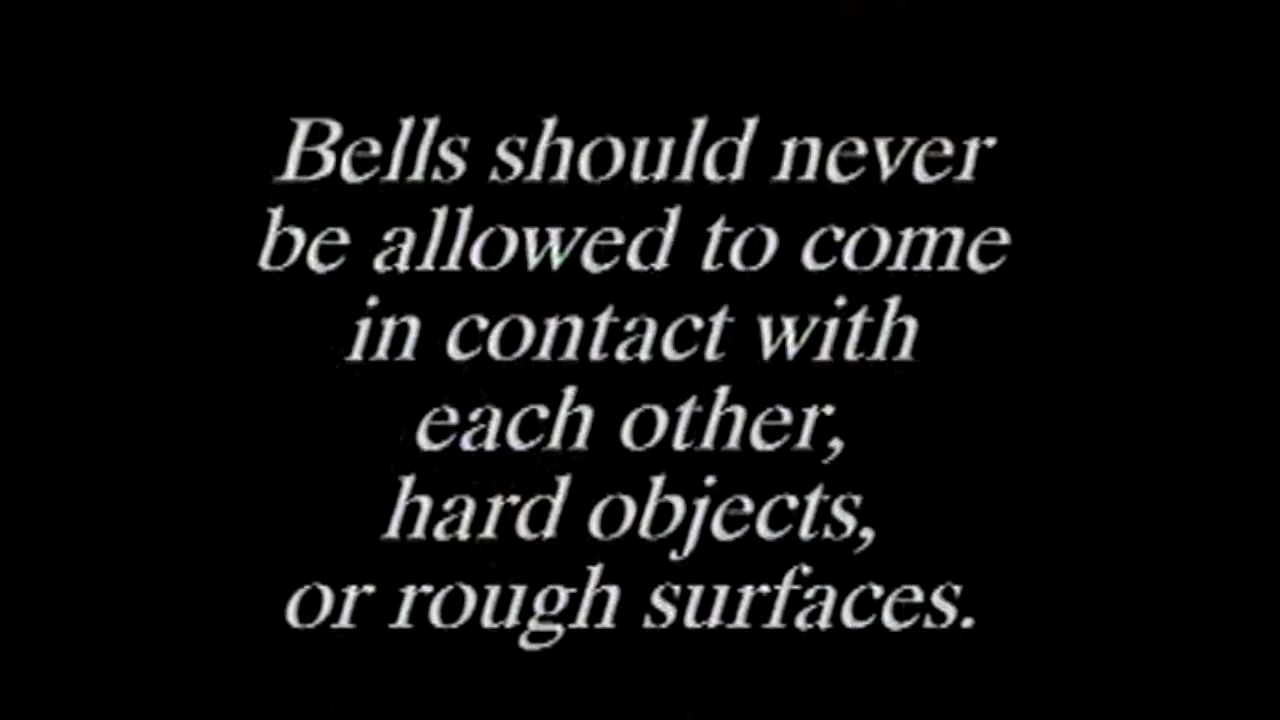 Bells should never
be allowed to come
in contact with
each other,
hard objects,
or rough surfaces.